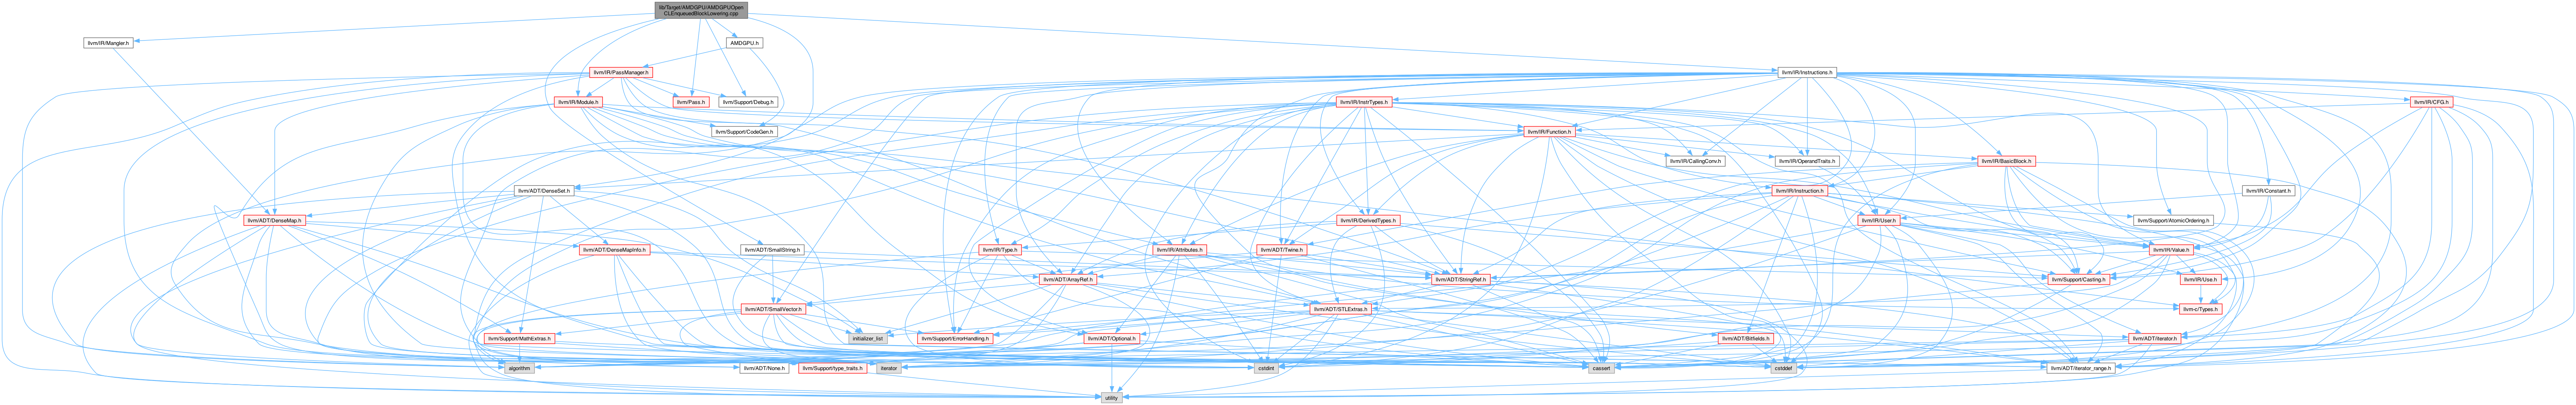 lib/Target/AMDGPU/AMDGPUOpen
CLEnqueuedBlockLowering.cpp
llvm/IR/Mangler.h
AMDGPU.h
llvm/IR/PassManager.h
llvm/IR/Instructions.h
llvm/IR/Module.h
llvm/Pass.h
llvm/Support/Debug.h
llvm/IR/InstrTypes.h
llvm/IR/CFG.h
llvm/Support/CodeGen.h
llvm/IR/Function.h
llvm/IR/CallingConv.h
llvm/IR/OperandTraits.h
llvm/IR/BasicBlock.h
llvm/ADT/DenseSet.h
llvm/IR/Instruction.h
llvm/IR/Constant.h
llvm/ADT/DenseMap.h
llvm/IR/DerivedTypes.h
llvm/IR/User.h
llvm/Support/AtomicOrdering.h
llvm/ADT/SmallString.h
llvm/ADT/DenseMapInfo.h
llvm/IR/Type.h
llvm/IR/Attributes.h
llvm/ADT/Twine.h
llvm/IR/Value.h
llvm/ADT/ArrayRef.h
llvm/ADT/StringRef.h
llvm/Support/Casting.h
llvm/IR/Use.h
llvm/ADT/SmallVector.h
llvm/ADT/STLExtras.h
llvm-c/Types.h
llvm/Support/MathExtras.h
initializer_list
llvm/Support/ErrorHandling.h
llvm/ADT/Optional.h
llvm/ADT/Bitfields.h
llvm/ADT/iterator.h
algorithm
llvm/ADT/None.h
llvm/Support/type_traits.h
iterator
cstdint
cassert
cstddef
llvm/ADT/iterator_range.h
utility